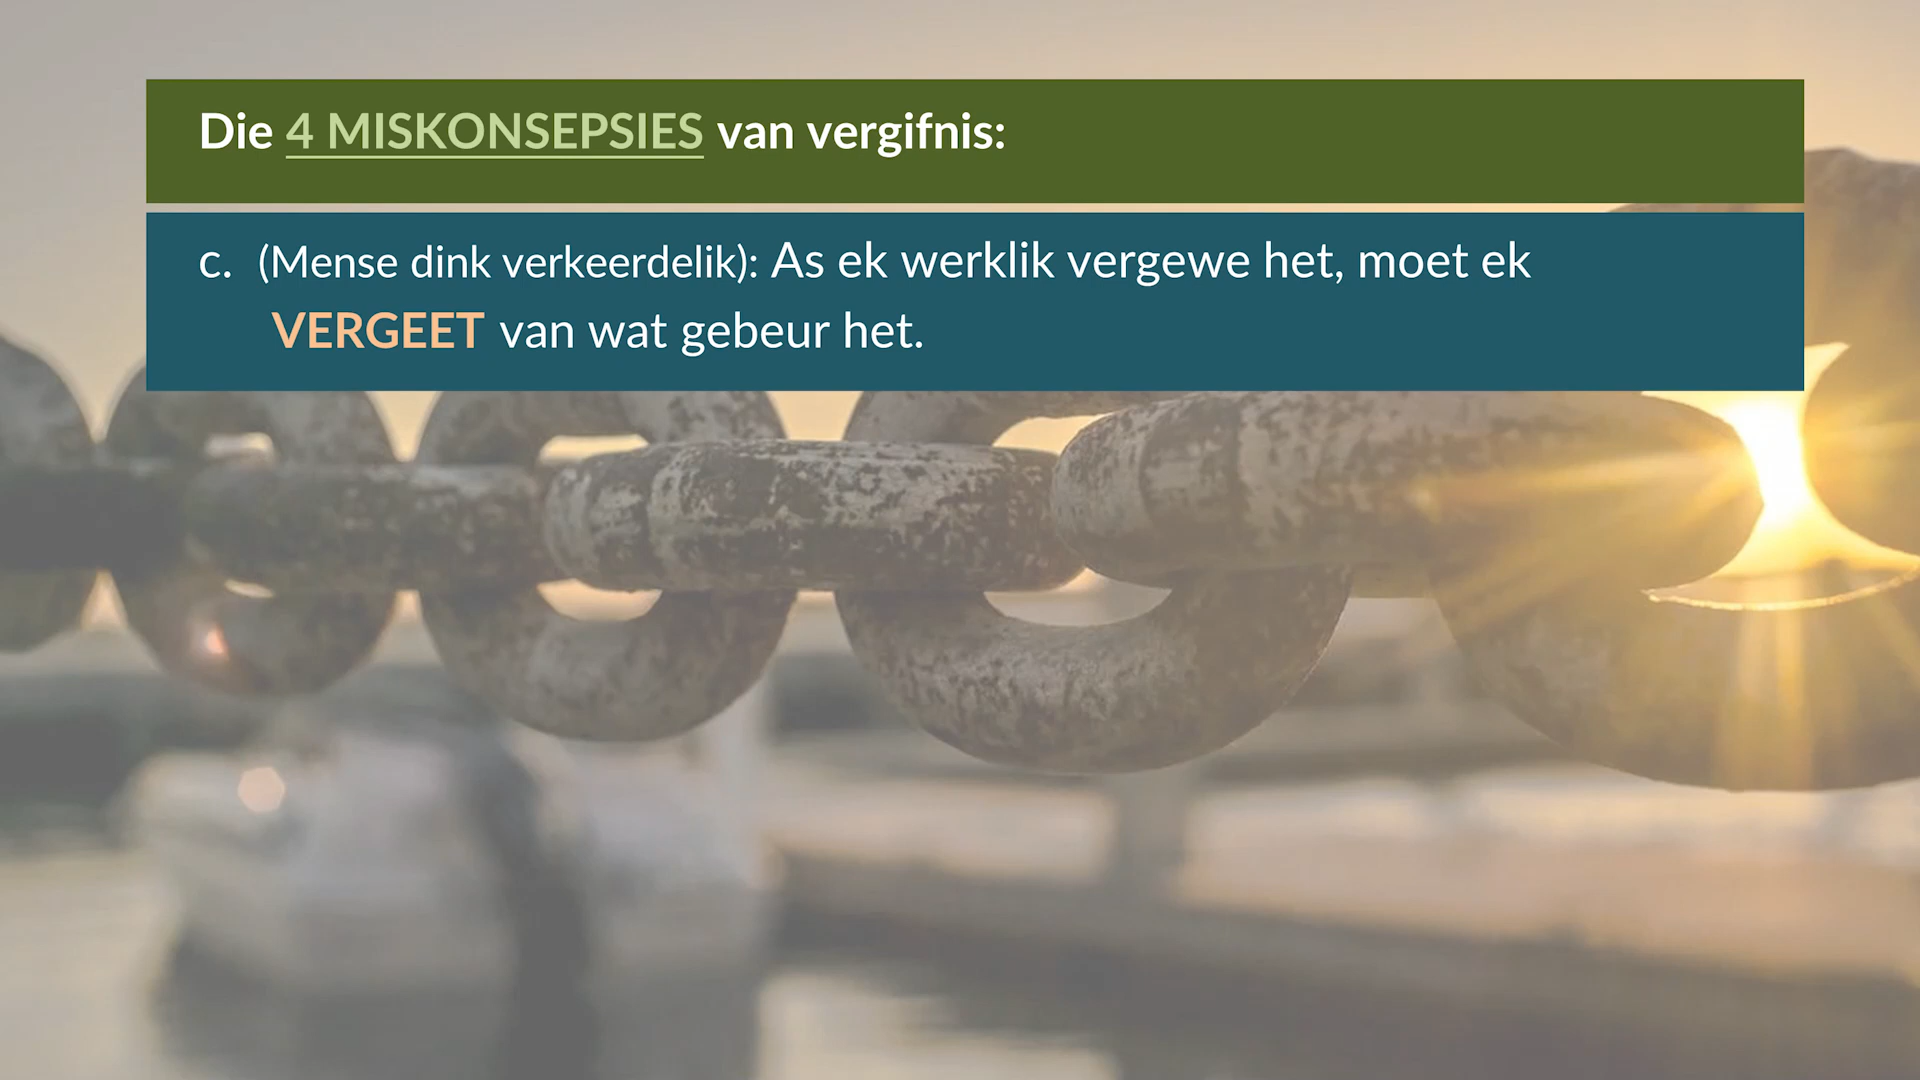 Die 4 MISKONSEPSIES van vergifnis:
c. (Mense dink verkeerdelik): As ek werklik vergewe het, moet ek
VERGEET van wat gebeur het.